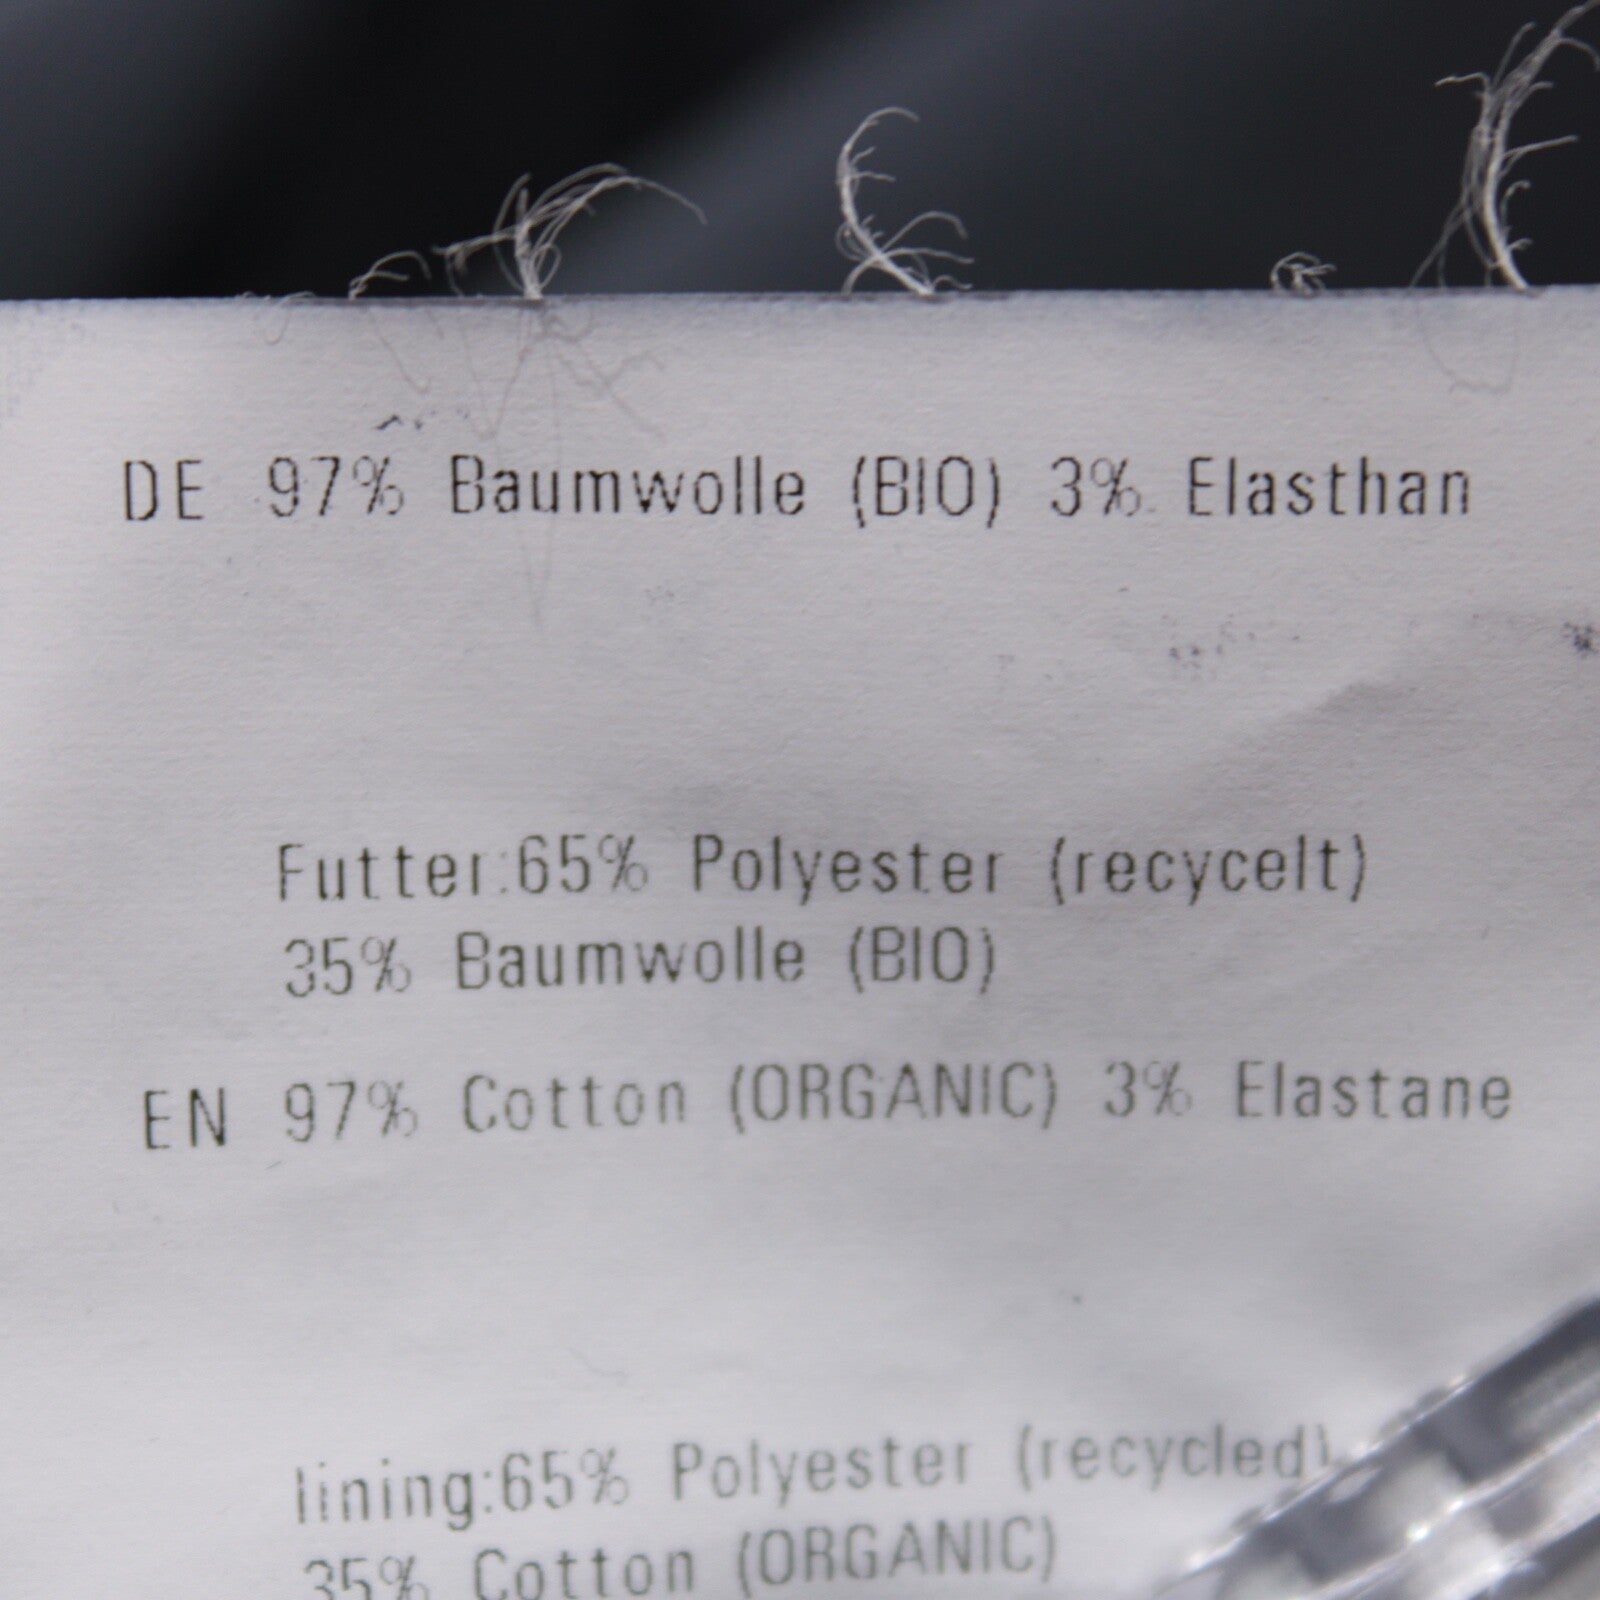 DE 97% Baumwolle (BIO) 3% Elasthan
Futter:65% Polyester (recycelt)
35% Baumwolle (BIO)
EN 97% Cotton (ORGANIC) 3% Elastane
lining:65% Polyester (recycled)
35% Cotton (ORGANIC)